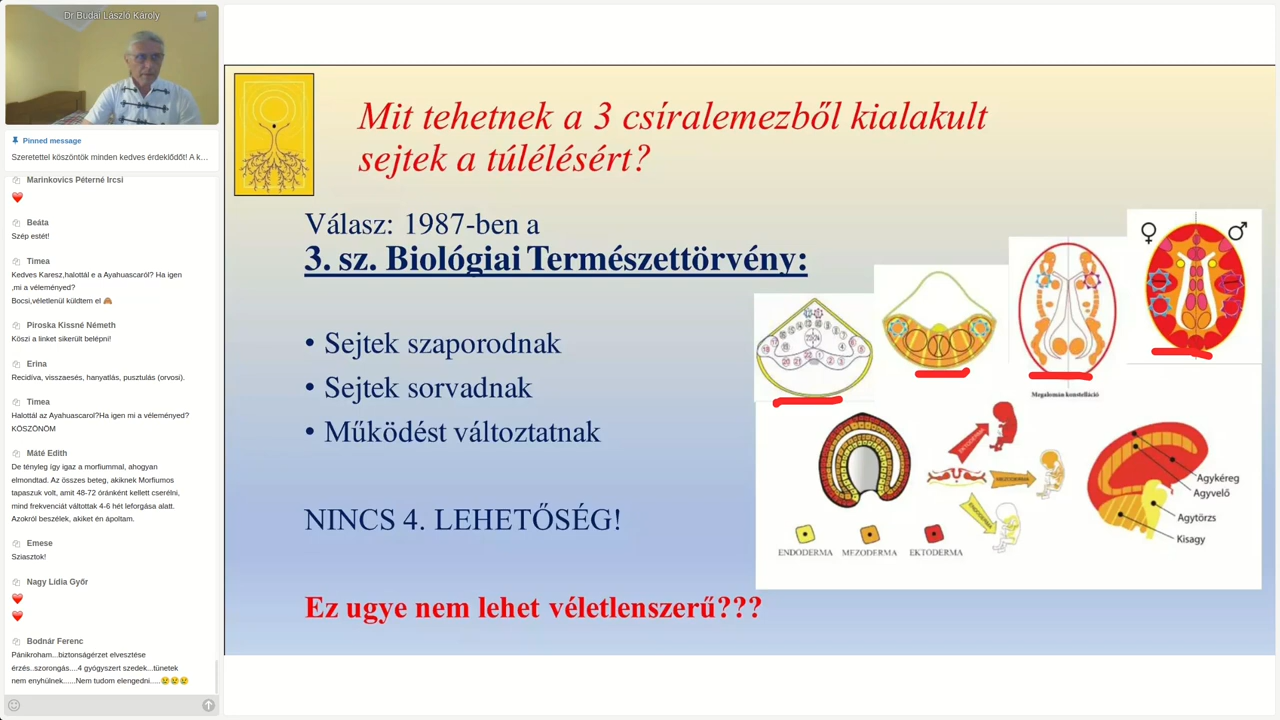 Dr Budai László Károly
Pinned message
Szeretettel köszöntök minden kedves érdeklődőt! A k…
Marinkovics Péterné Ircsi
Beáta
Szép estét!
Timea
Kedves Karesz,halottál e a Ayahuascaról? Ha igen
,mi a véleményed?
Bocsi,véletlenül küldtem el
Piroska Kissné Németh
Köszi a linket sikerült belépni!
Erina
Recidíva, visszaesés, hanyatlás, pusztulás (orvosi).
Timea
Halottál az Ayahuascarol?Ha igen mi a véleményed?
KÖSZÖNÖM
Máté Edith
De tényleg így igaz a morfiummal, ahogyan
elmondtad. Az összes beteg, akiknek Morfiumos
tapaszuk volt, amit 48-72 óránként kellett cserélni,
mind frekvenciát váltottak 4-6 hét leforgása alatt.
Azokról beszélek, akiket én ápoltam.
Emese
Sziasztok!
Nagy Lídia Győr
Bodnár Ferenc
Pánikroham...biztonságérzet elvesztése
érzés..szorongás....4 gyógyszert szedek...tünetek
nem enyhülnek......Nem tudom elengedni.....
Mit tehetnek a 3 csíralemezből kialakult
sejtek a túlélésért?
Válasz: 1987-ben a
3. sz. Biológiai Természettörvény:
• Sejtek szaporodnak
• Sejtek sorvadnak
• Működést változtatnak
NINCS 4. LEHETŐSÉG!
Ez ugye nem lehet véletlenszerű???
Megalomán konstelláció
EKTODERMA
MEZODERMA
ENDODERMA
Agykéreg
Agyvelő
Agytörzs
Kisagy
ENDODERMA MEZODERMA EKTODERMA